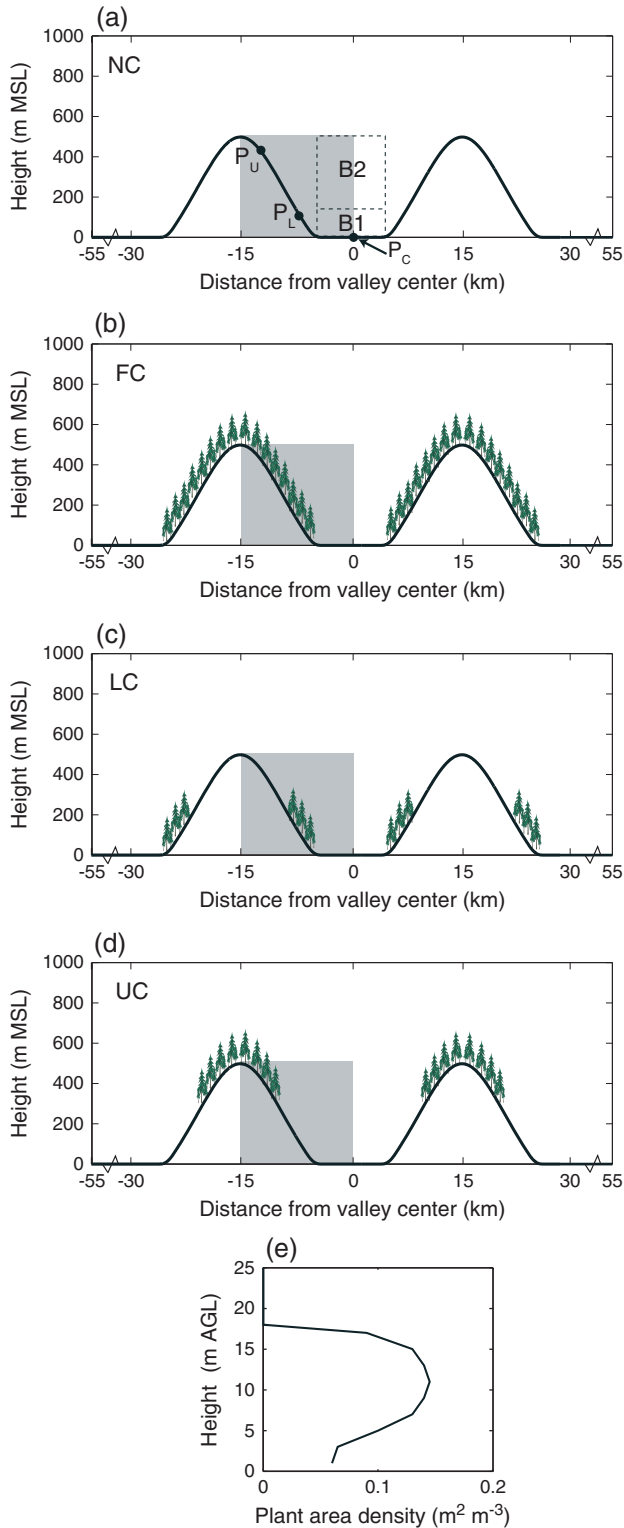 (a)
NC
Height (m MSL)
1000
800
600
400
200
0
P_U
P_L
B2
B1
P_C
-55 -30 -15 0 15 30 55
Distance from valley center (km)
(b)
FC
Height (m MSL)
1000
800
600
400
200
0
-55 -30 -15 0 15 30 55
Distance from valley center (km)
(c)
LC
Height (m MSL)
1000
800
600
400
200
0
-55 -30 -15 0 15 30 55
Distance from valley center (km)
(d)
UC
Height (m MSL)
1000
800
600
400
200
0
-55 -30 -15 0 15 30 55
Distance from valley center (km)
(e)
Height (m AGL)
25
20
15
10
5
0
0 0.1 0.2
Plant area density (m² m⁻³)